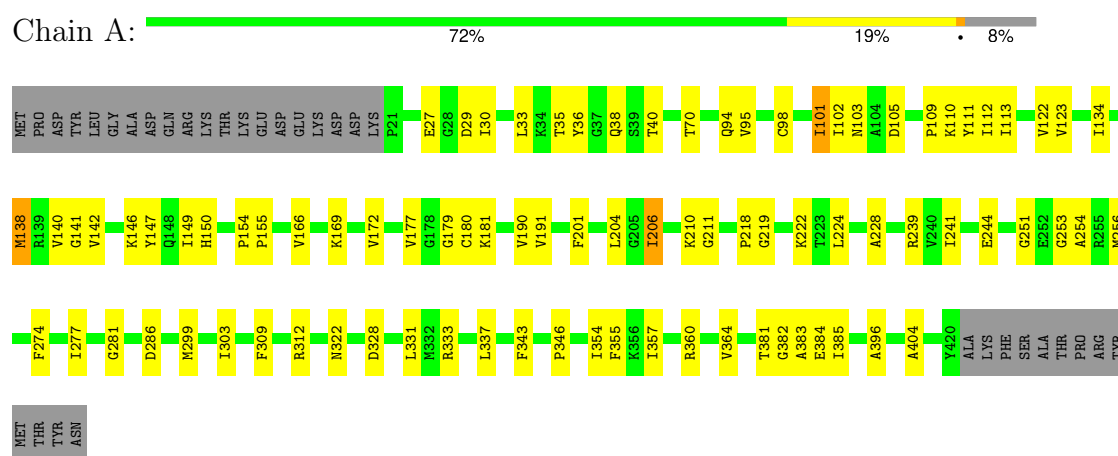 Chain A:
72% 19% • 8%
MET PRO ASP TYR LEU GLY ALA ASP GLN ARG LYS THR LYS GLU ASP GLU LYS ASP ASP LYS P21 E27 G28 D29 I30 L33 K34 T35 Y36 G37 Q38 S39 T40 T70 Q94 V95 C98 I101 I102 N103 A104 D105 P109 K110 Y111 I112 I113 V122 V123 I134
M138 R139 V140 G141 V142 K146 Y147 Q148 I149 H150 P154 P155 V166 K169 V172 V177 G178 G179 C180 K181 V190 V191 F201 L204 G205 I206 K210 G211 P218 G219 K222 T223 L224 A228 R239 V240 I241 E244 G251 E252 G253 A254 R255 M256
F274 I277 G281 D286 M299 I303 F309 R312 N322 D328 L331 M332 R333 L337 F343 P346 I354 F355 K356 I357 R360 V364 T381 G382 A383 E384 I385 A396 A404 Y420 ALA LYS PHE SER ALA THR PRO ARG TYR
MET THR TYR ASN